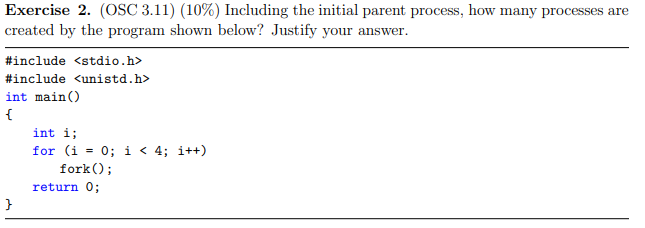 Exercise 2. (OSC 3.11) (10%) Including the initial parent process, how many processes are
created by the program shown below? Justify your answer.
#include <stdio.h>
#include <unistd.h>
int main()
{
    int i;
    for (i = 0; i < 4; i++)
        fork();
    return 0;
}